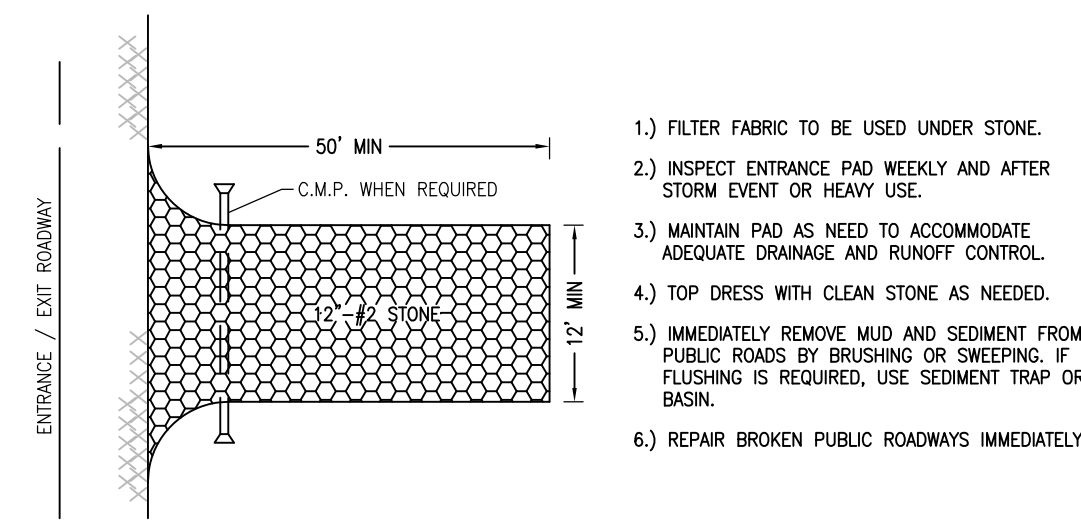 ENTRANCE / EXIT ROADWAY
50' MIN
C.M.P. WHEN REQUIRED
12"-#2 STONE
12' MIN
1.) FILTER FABRIC TO BE USED UNDER STONE.
2.) INSPECT ENTRANCE PAD WEEKLY AND AFTER
STORM EVENT OR HEAVY USE.
3.) MAINTAIN PAD AS NEED TO ACCOMMODATE
ADEQUATE DRAINAGE AND RUNOFF CONTROL.
4.) TOP DRESS WITH CLEAN STONE AS NEEDED.
5.) IMMEDIATELY REMOVE MUD AND SEDIMENT FROM
PUBLIC ROADS BY BRUSHING OR SWEEPING. IF
FLUSHING IS REQUIRED, USE SEDIMENT TRAP OR
BASIN.
6.) REPAIR BROKEN PUBLIC ROADWAYS IMMEDIATELY